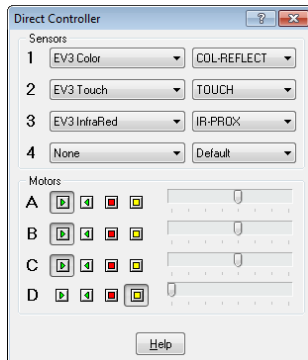 Direct Controller
Sensors
1 EV3 Color COL-REFLECT
2 EV3 Touch TOUCH
3 EV3 InfraRed IR-PROX
4 None Default
Motors
A
B
C
D
Help